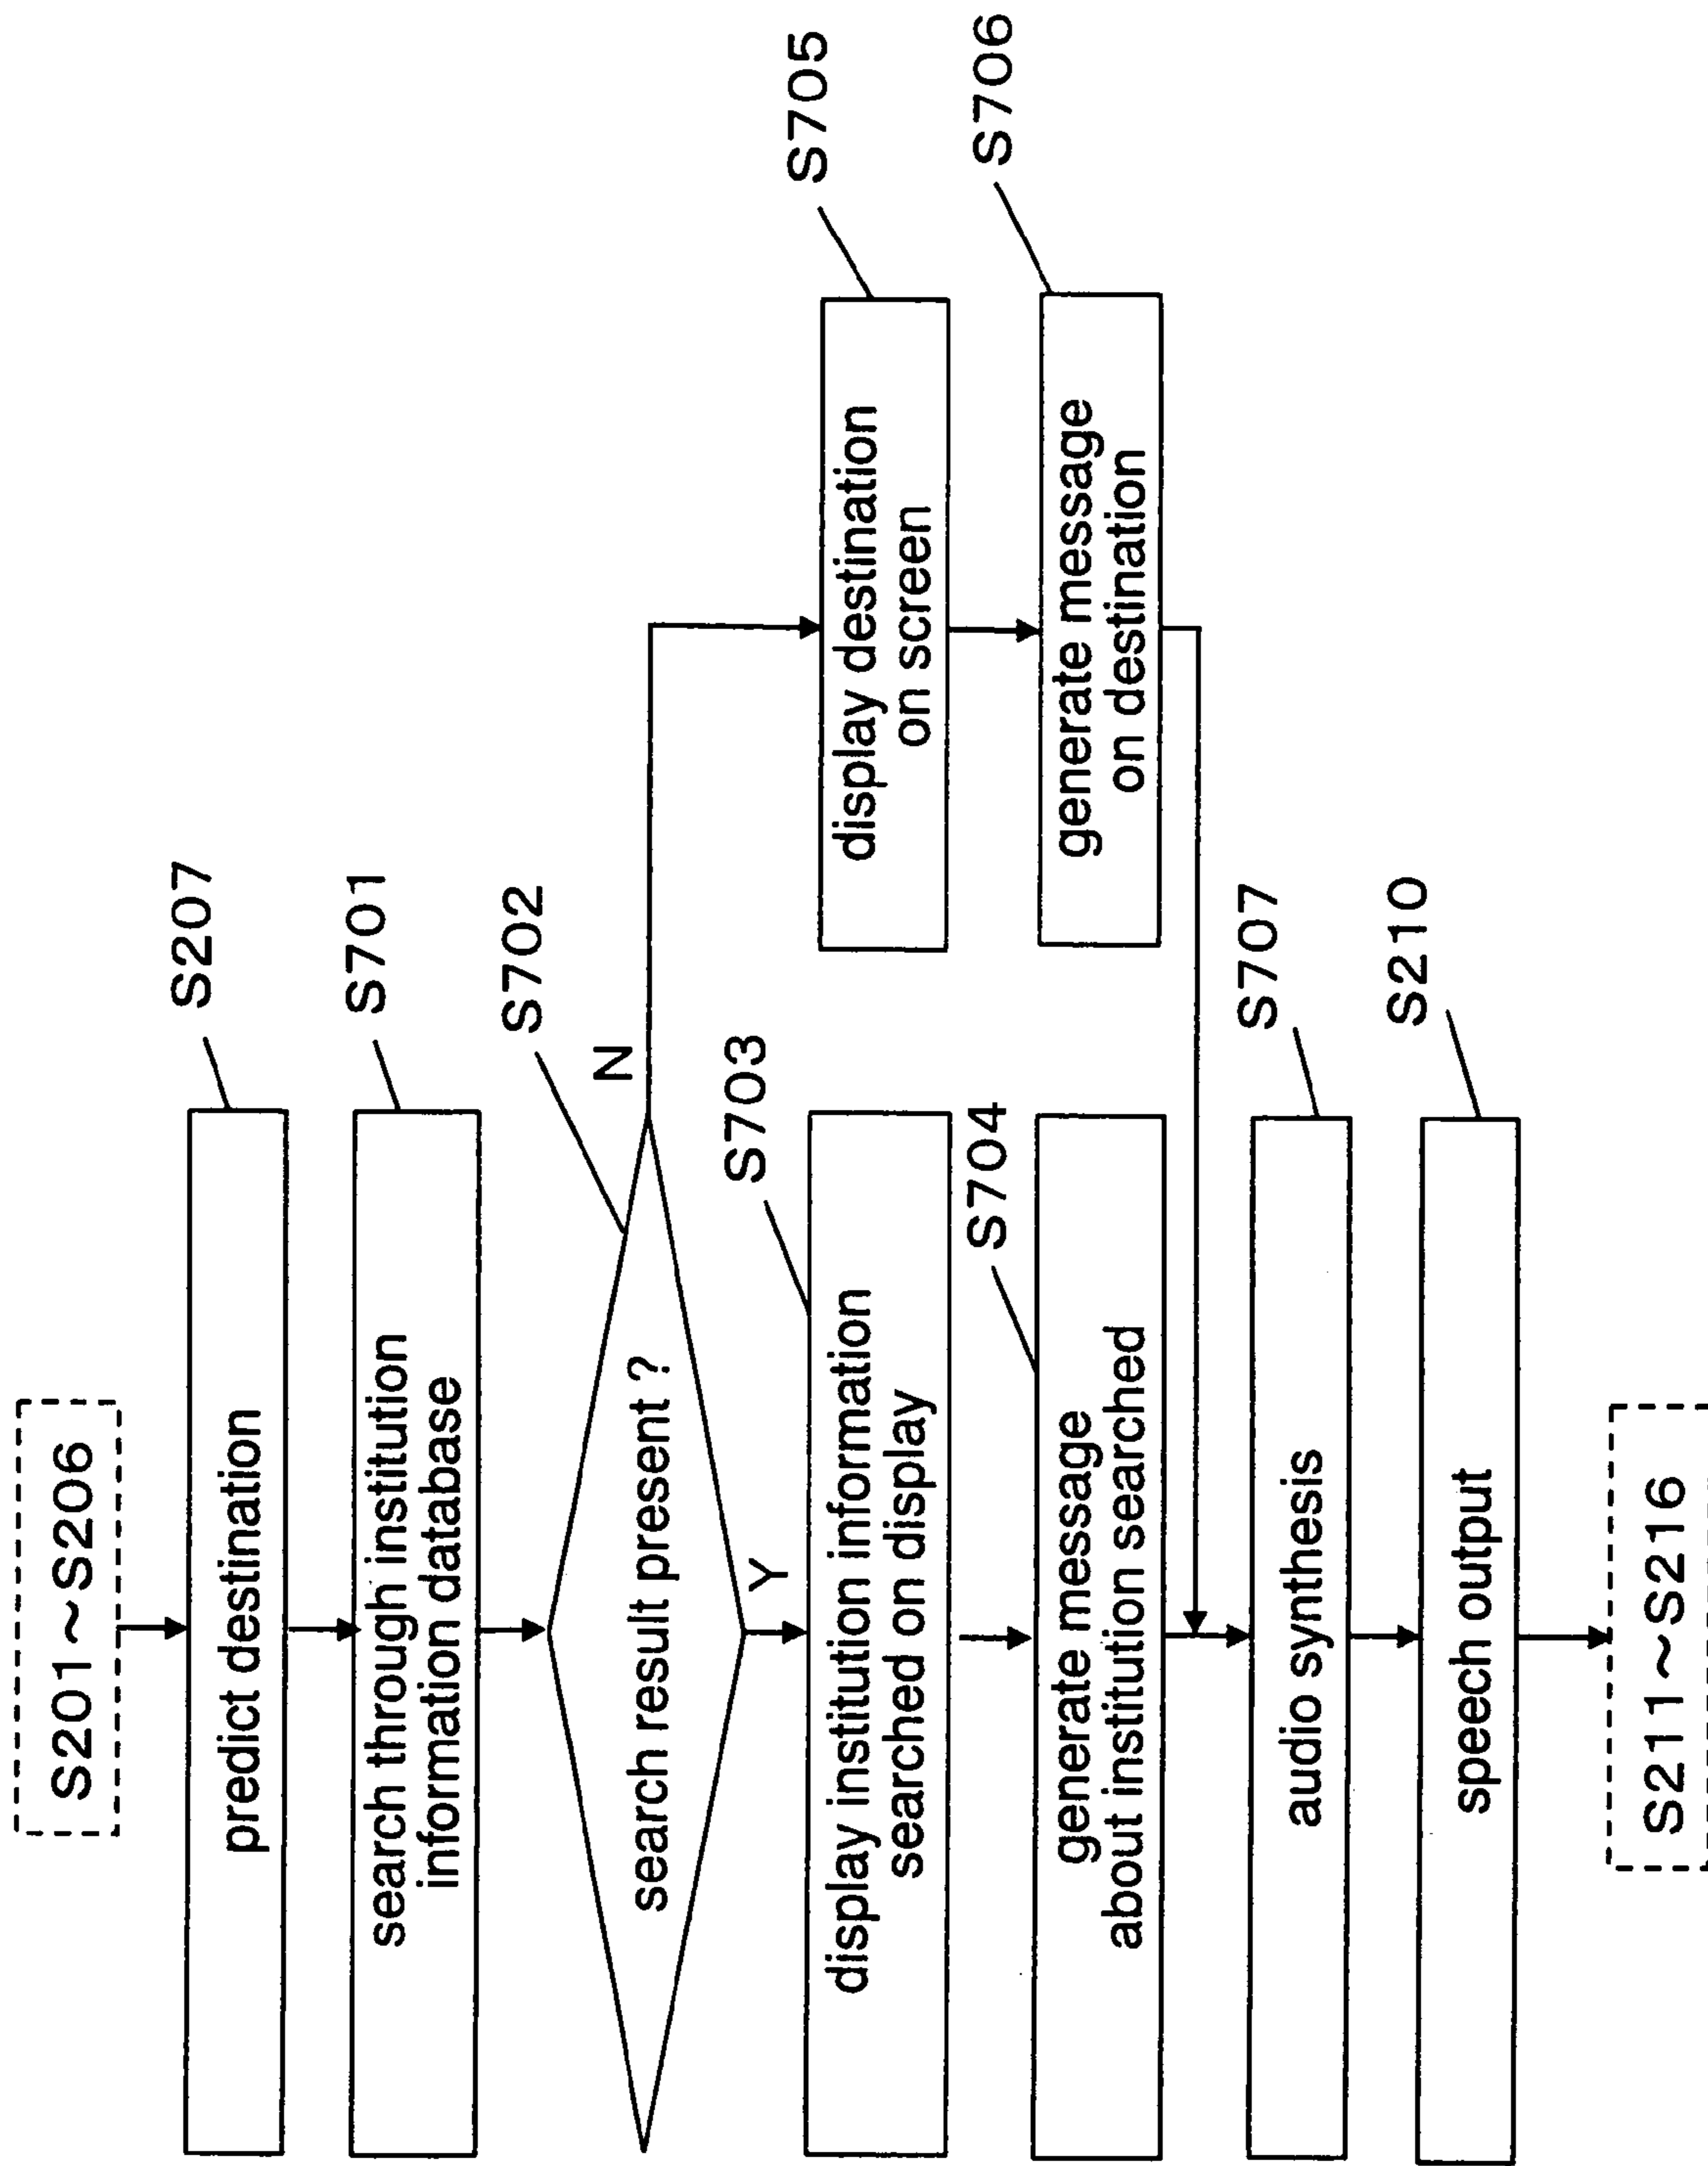 S201~S206
predict destination
S207
search through institution
information database
S701
search result present ?
S702
N
Y
display institution information
searched on display
S703
display destination
on screen
S705
generate message
about institution searched
S704
generate message
on destination
S706
audio synthesis
S707
speech output
S210
S211~S216